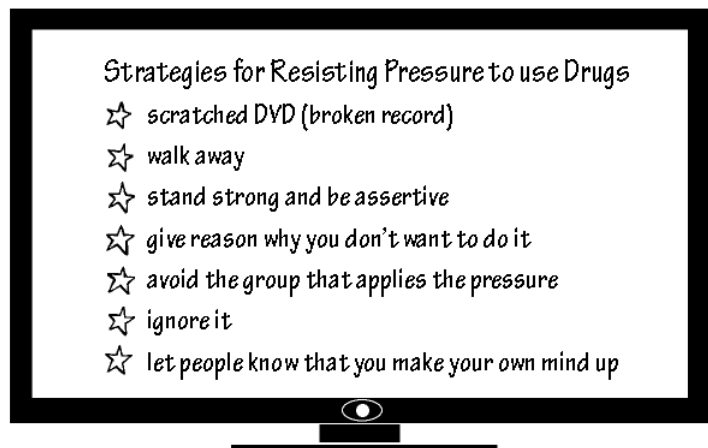 Strategies for Resisting Pressure to use Drugs
scratched DVD (broken record)
walk away
stand strong and be assertive
give reason why you don't want to do it
avoid the group that applies the pressure
ignore it
let people know that you make your own mind up